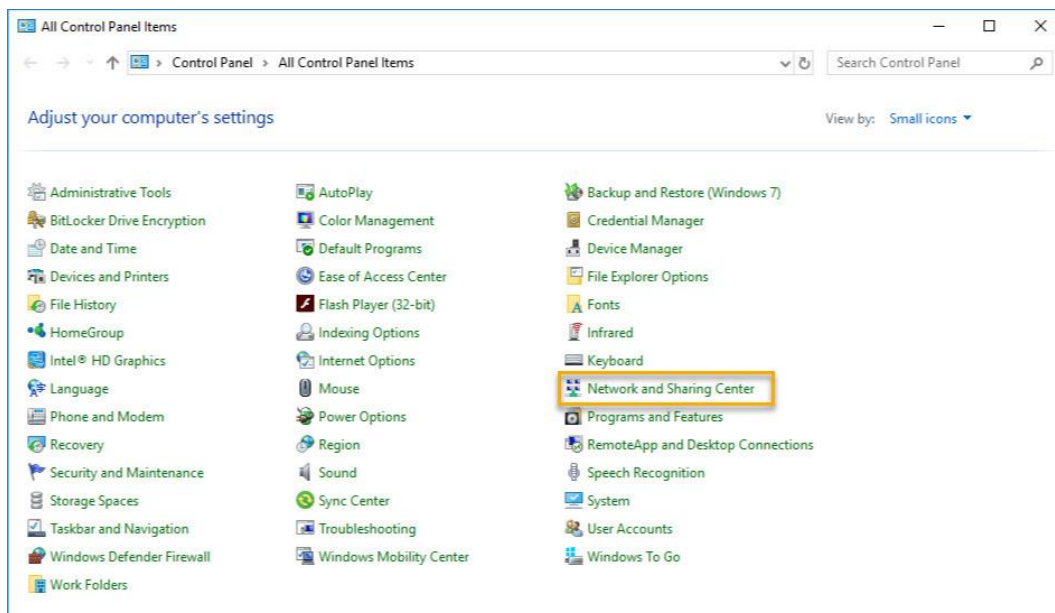 All Control Panel Items
Control Panel > All Control Panel Items
Search Control Panel
Adjust your computer's settings
View by: Small icons
Administrative Tools
AutoPlay
Backup and Restore (Windows 7)
BitLocker Drive Encryption
Color Management
Credential Manager
Date and Time
Default Programs
Device Manager
Devices and Printers
Ease of Access Center
File Explorer Options
File History
Flash Player (32-bit)
Fonts
HomeGroup
Indexing Options
Infrared
Intel® HD Graphics
Internet Options
Keyboard
Language
Mouse
Network and Sharing Center
Phone and Modem
Power Options
Programs and Features
Recovery
Region
RemoteApp and Desktop Connections
Security and Maintenance
Sound
Speech Recognition
Storage Spaces
Sync Center
System
Taskbar and Navigation
Troubleshooting
User Accounts
Windows Defender Firewall
Windows Mobility Center
Windows To Go
Work Folders